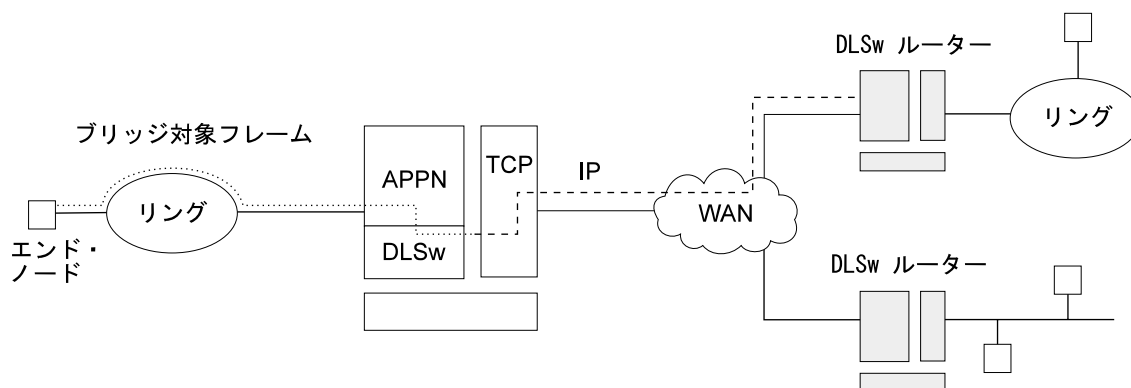 DLSw ルーター
リング
ブリッジ対象フレーム
APPN
TCP
IP
リング
WAN
DLSw
エンド・
ノード
DLSw ルーター